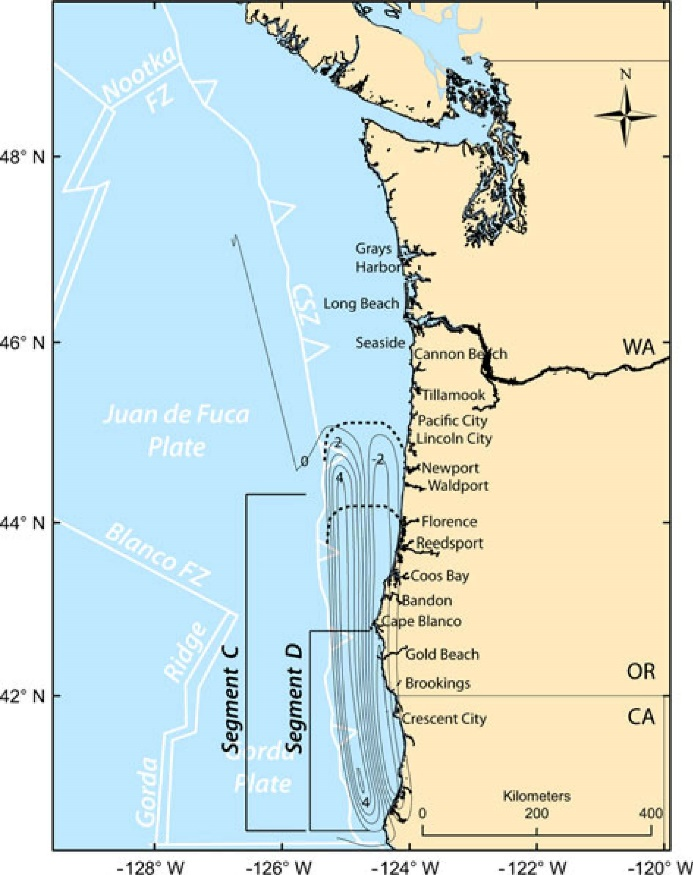 Nootka
FZ
N
48° N
Grays
Harbor
Long Beach
CSZ
46° N
Seaside
WA
Cannon Beach
Tillamook
Juan de Fuca
Plate
Pacific City
Lincoln City
2
-2
0
Newport
4
Waldport
44° N
Florence
Blanco FZ
Reedsport
Coos Bay
Bandon
Cape Blanco
Ridge
Segment C
Segment D
Gold Beach
OR
Brookings
42° N
CA
Crescent City
Gorda
Plate
Gorda
4
Kilometers
0 200 400
-128° W -126° W -124° W -122° W -120° W